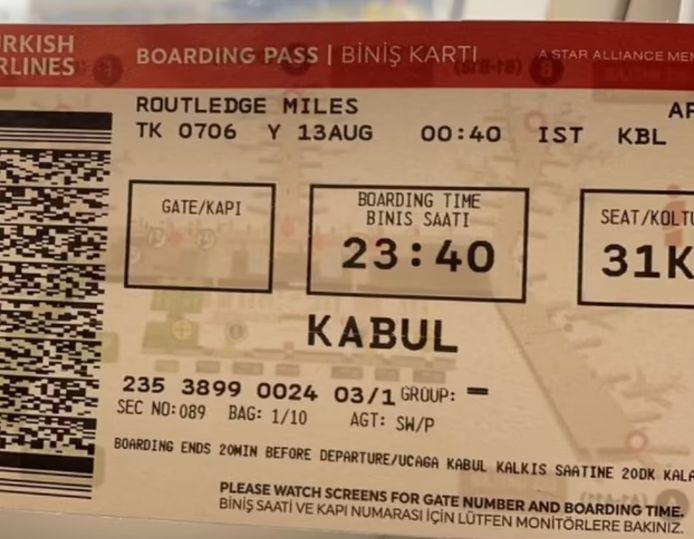 URKISH
RLINES
BOARDING PASS | BİNİŞ KARTI
A STAR ALLIANCE MEM
ROUTLEDGE MILES
AF
TK 0706 Y 13AUG 00:40 IST KBL
GATE/KAPI
BOARDING TIME
BINIS SAATI
23:40
SEAT/KOLTU
31K
KABUL
235 3899 0024 03/1 GROUP:
SEC NO:089 BAG: 1/10 AGT: SW/P
BOARDING ENDS 20MIN BEFORE DEPARTURE/UCAGA KABUL KALKIS SAATINE 20DK KALA
PLEASE WATCH SCREENS FOR GATE NUMBER AND BOARDING TIME.
BİNİŞ SAATİ VE KAPI NUMARASI İÇİN LÜTFEN MONİTÖRLERE BAKINIZ.